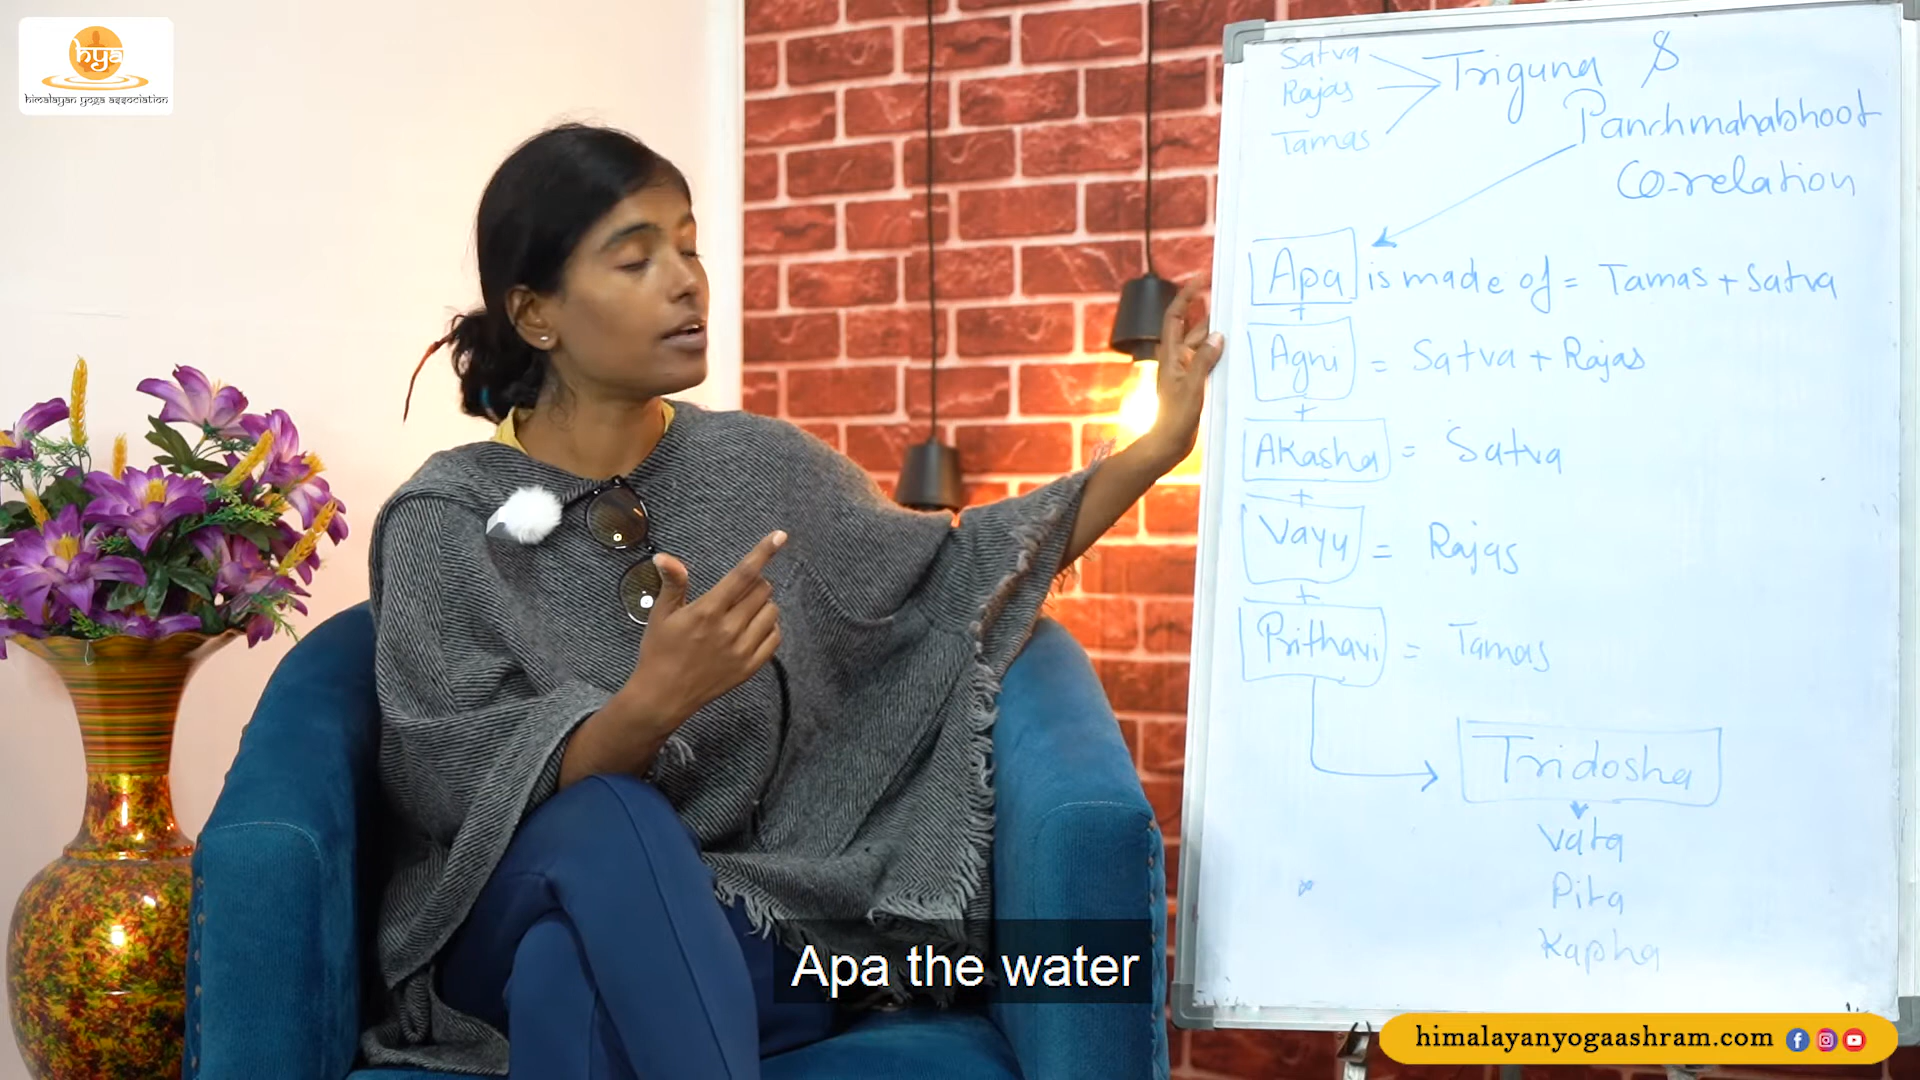 hya
himalayan yoga association
Satva
Rajas
Tamas
Triguna &
Panchmahabhoot
Co-relation
Apa is made of = Tamas + Satva
+
Agni = Satva + Rajas
+
Akasha = Satva
+
Vayu = Rajas
+
Prithavi = Tamas
Tridosha
Vata
Pita
Kapha
Apa the water
himalayanyogaashram.com